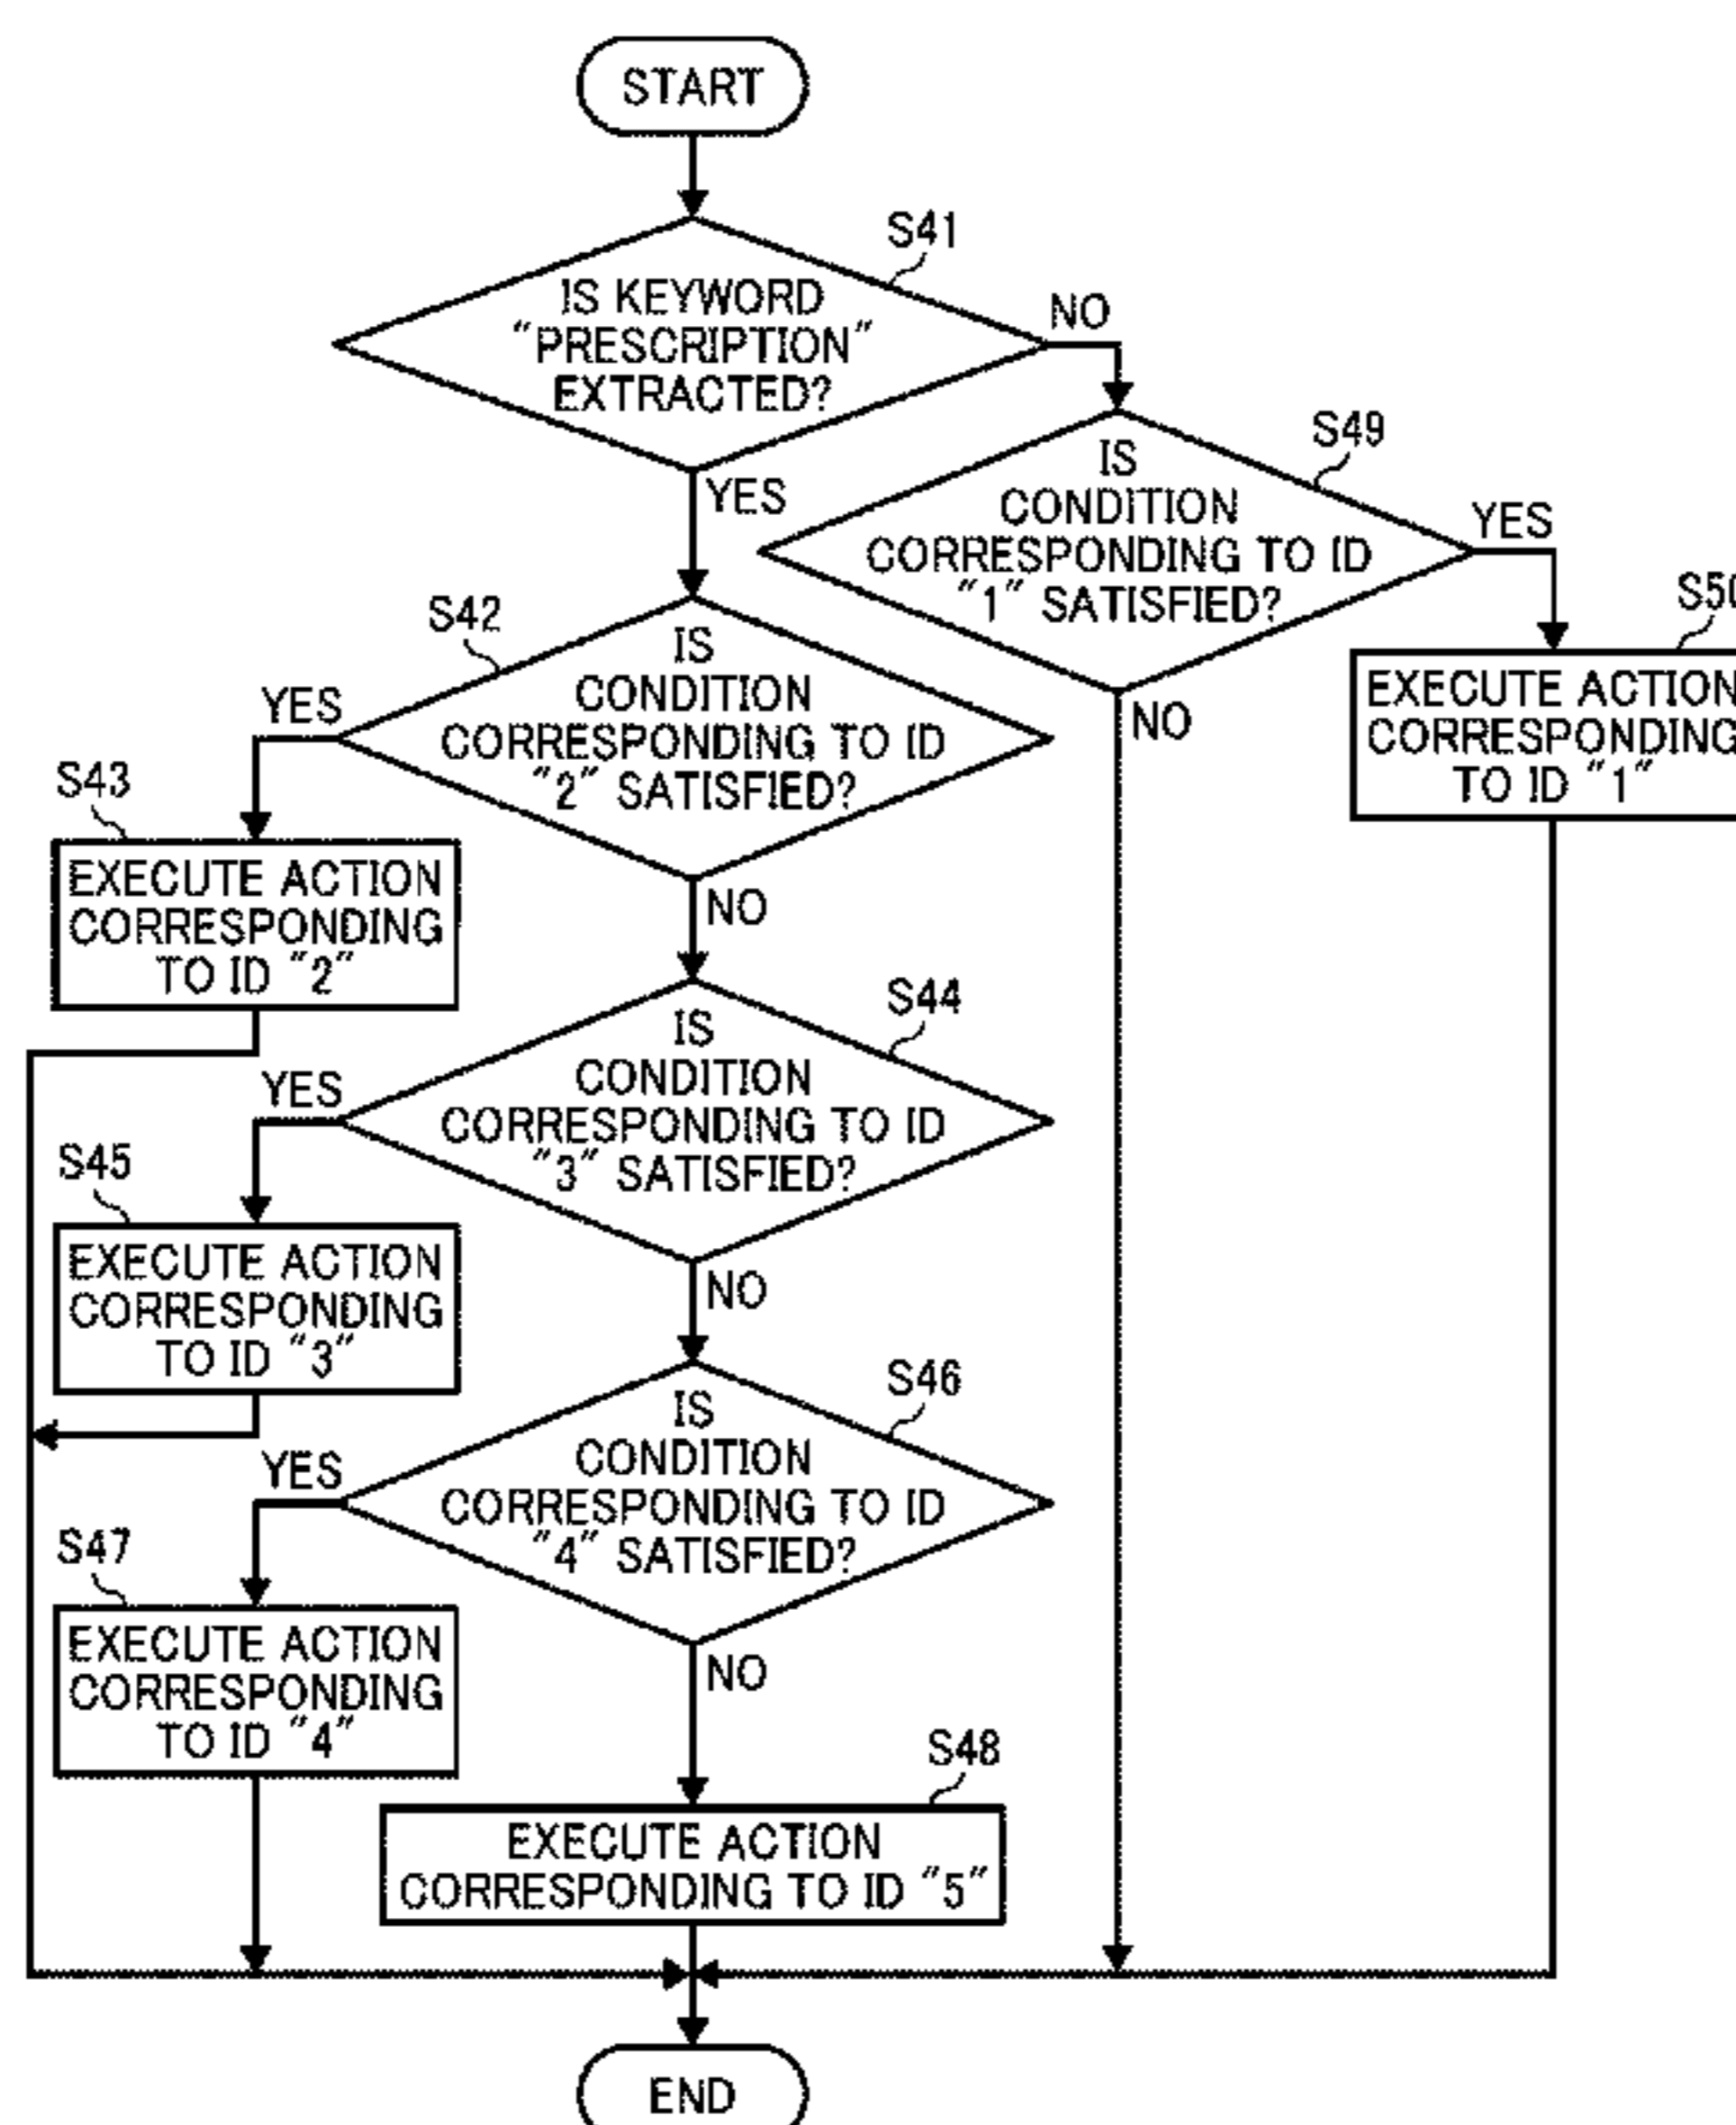 START
S41
IS KEYWORD
"PRESCRIPTION"
EXTRACTED?
NO
YES
S49
IS
CONDITION
CORRESPONDING TO ID
"1" SATISFIED?
YES
NO
S50
EXECUTE ACTION
CORRESPONDING
TO ID "1"
S42
IS
CONDITION
CORRESPONDING TO ID
"2" SATISFIED?
YES
NO
S43
EXECUTE ACTION
CORRESPONDING
TO ID "2"
S44
IS
CONDITION
CORRESPONDING TO ID
"3" SATISFIED?
YES
NO
S45
EXECUTE ACTION
CORRESPONDING
TO ID "3"
S46
IS
CONDITION
CORRESPONDING TO ID
"4" SATISFIED?
YES
NO
S47
EXECUTE ACTION
CORRESPONDING
TO ID "4"
S48
EXECUTE ACTION
CORRESPONDING TO ID "5"
END